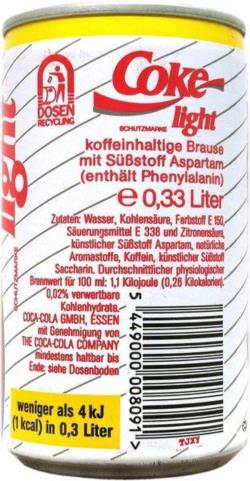 DOSEN
RECYCLING
Coke
light
SCHUTZMARKE
koffeinhaltige Brause
mit Süßstoff Aspartam
(enthält Phenylalanin)
e 0,33 Liter
Zutaten: Wasser, Kohlensäure, Farbstoff E 150,
Säuerungsmittel E 338 und Zitronensäure,
künstlicher Süßstoff Aspartam, natürliche
Aromastoffe, Koffein, künstlicher Süßstoff
Saccharin. Durchschnittlicher physiologischer
Brennwert für 100 ml: 1,1 Kilojoule (0,26 Kilokalorien).
0,02% verwertbare
Kohlenhydrate.
COCA-COLA GMBH, ESSEN
mit Genehmigung von
THE COCA-COLA COMPANY
mindestens haltbar bis
Ende: siehe Dosenboden
weniger als 4 kJ
(1 kcal) in 0,3 Liter
5 449000 008091 >
TJXY
light
SCHUTZMARKE